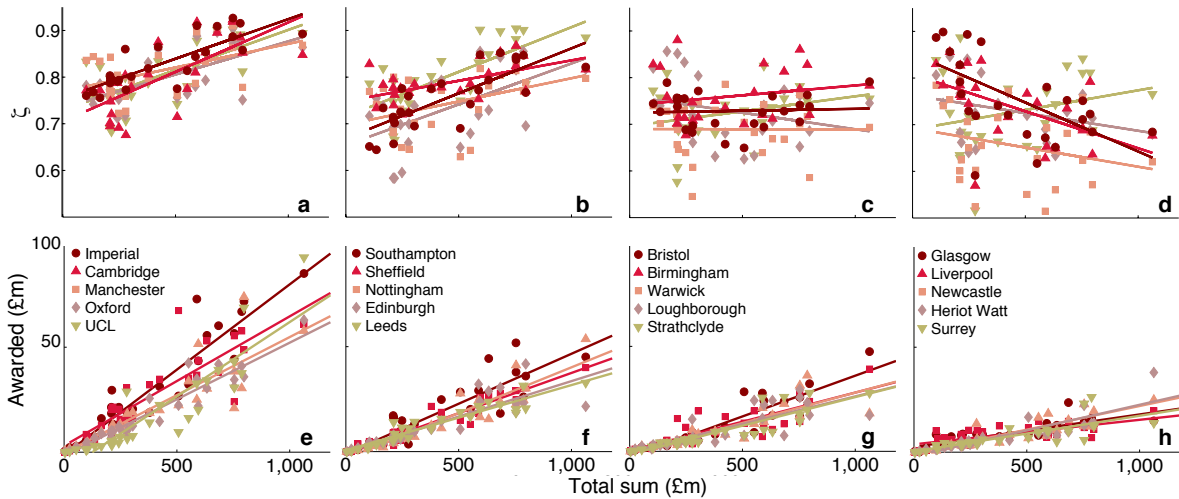 0.9
0.8
0.7
0.6
ζ
a
b
c
d
100
50
0
Awarded (£m)
Imperial
Cambridge
Manchester
Oxford
UCL
e
Southampton
Sheffield
Nottingham
Edinburgh
Leeds
f
Bristol
Birmingham
Warwick
Loughborough
Strathclyde
g
Glasgow
Liverpool
Newcastle
Heriot Watt
Surrey
h
0 500 1,000 0 500 1,000 0 500 1,000 0 500 1,000
Total sum (£m)